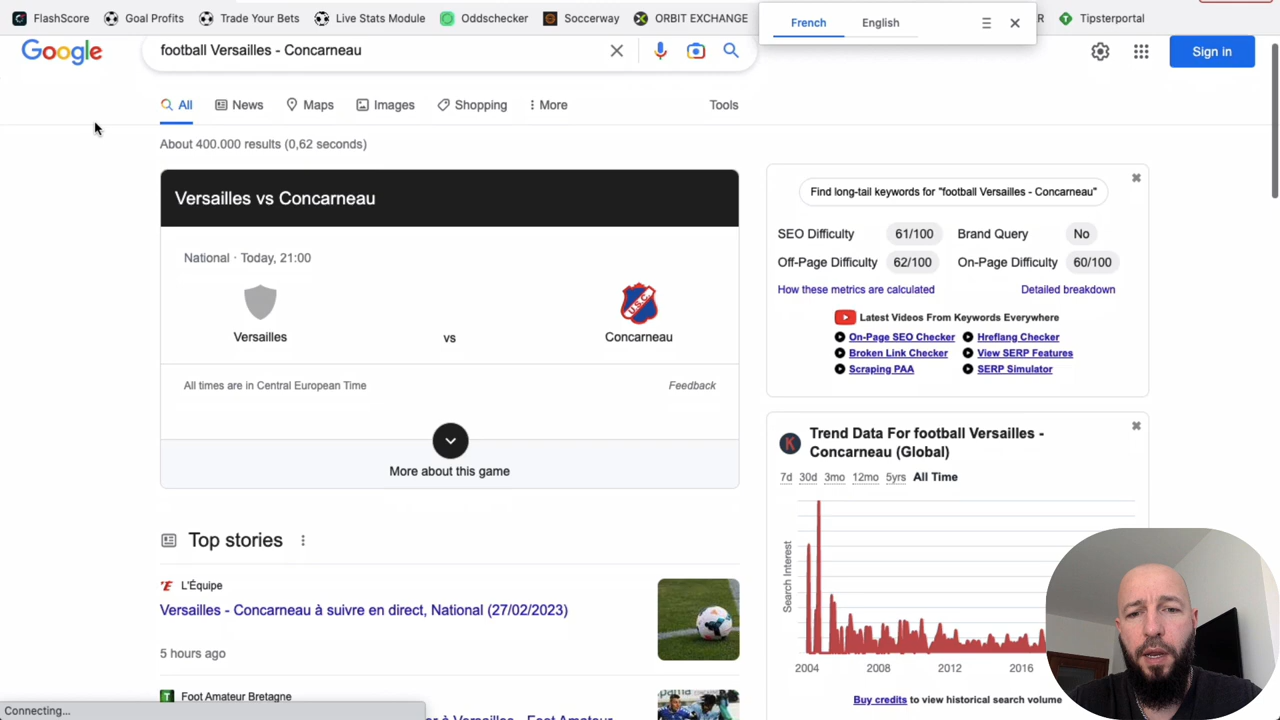 FlashScore
Goal Profits
Trade Your Bets
Live Stats Module
Oddschecker
Soccerway
ORBIT EXCHANGE
French
English
Tipsterportal
Google
football Versailles - Concarneau
Sign in
All
News
Maps
Images
Shopping
More
Tools
About 400.000 results (0,62 seconds)
Versailles vs Concarneau
National · Today, 21:00
U.S.C.
Versailles
vs
Concarneau
All times are in Central European Time
Feedback
More about this game
Top stories
L'Équipe
Versailles - Concarneau à suivre en direct, National (27/02/2023)
5 hours ago
Foot Amateur Bretagne
à Versailles - Foot Amateur
Connecting...
Find long-tail keywords for "football Versailles - Concarneau"
SEO Difficulty 61/100 Brand Query No
Off-Page Difficulty 62/100 On-Page Difficulty 60/100
How these metrics are calculated Detailed breakdown
Latest Videos From Keywords Everywhere
On-Page SEO Checker Hreflang Checker
Broken Link Checker View SERP Features
Scraping PAA SERP Simulator
K
Trend Data For football Versailles -
Concarneau (Global)
7d 30d 3mo 12mo 5yrs All Time
Search Interest
2004 2008 2012 2016
Buy credits to view historical search volume